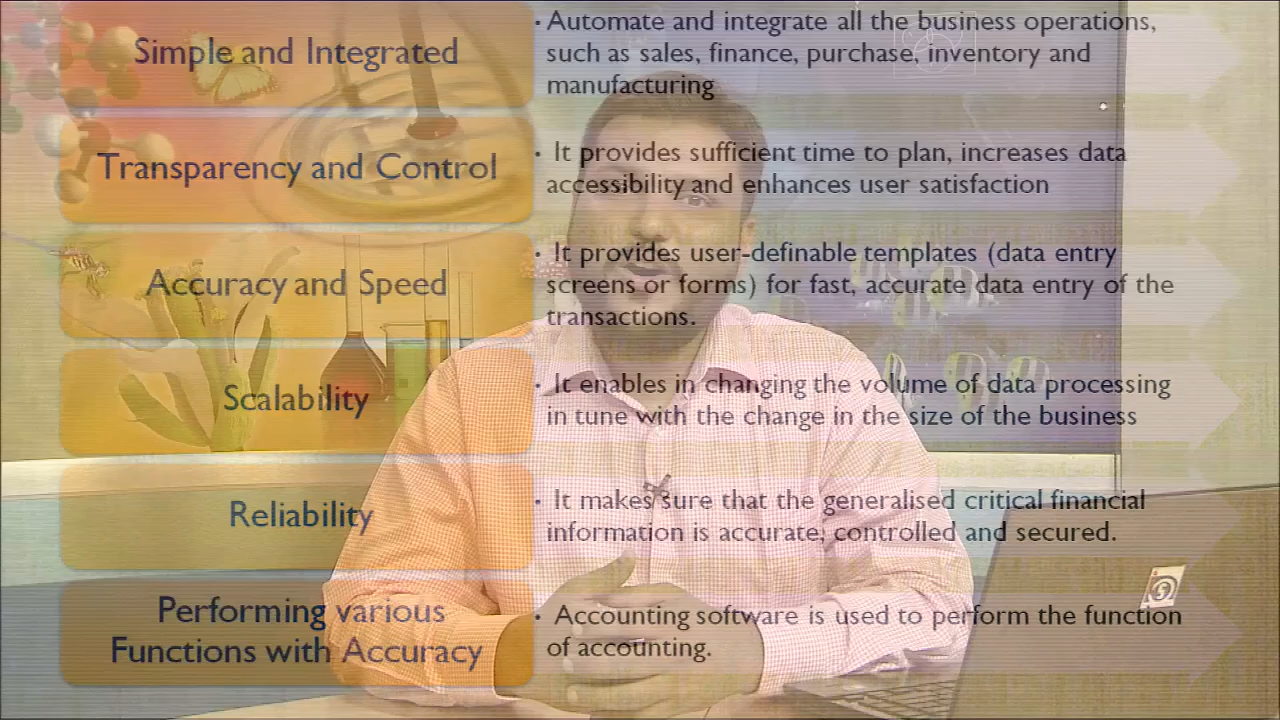 Simple and Integrated
• Automate and integrate all the business operations,
such as sales, finance, purchase, inventory and
manufacturing
Transparency and Control
• It provides sufficient time to plan, increases data
accessibility and enhances user satisfaction
Accuracy and Speed
• It provides user-definable templates (data entry
screens or forms) for fast, accurate data entry of the
transactions.
Scalability
• It enables in changing the volume of data processing
in tune with the change in the size of the business
Reliability
• It makes sure that the generalised critical financial
information is accurate, controlled and secured.
Performing various
Functions with Accuracy
• Accounting software is used to perform the function
of accounting.